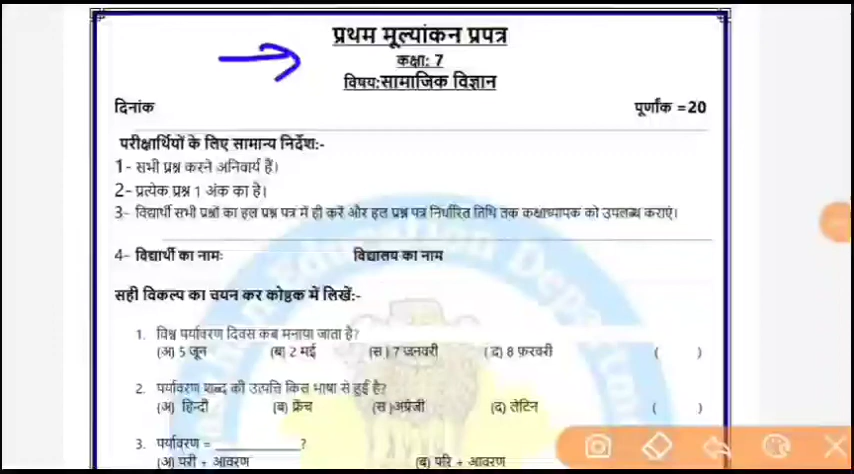 प्रथम मूल्यांकन प्रपत्र
कक्षा: 7
विषय:सामाजिक विज्ञान
दिनांक पूर्णांक =20
परीक्षार्थियों के लिए सामान्य निर्देश:-
1- सभी प्रश्न करने अनिवार्य हैं।
2- प्रत्येक प्रश्न 1 अंक का है।
3- विद्यार्थी सभी प्रश्नों का हल प्रश्न पत्र में ही करें और हल प्रश्न पत्र निर्धारित तिथि तक कक्षाध्यापक को उपलब्ध कराएं।
4- विद्यार्थी का नामः विद्यालय का नाम
सही विकल्प का चयन कर कोष्ठक में लिखें:-
1. विश्व पर्यावरण दिवस कब मनाया जाता है?
(अ) 5 जून (ब) 2 मई (स ) 7 जनवरी ( द) 8 फ़रवरी ( )
2. पर्यावरण शब्द की उत्पत्ति किस भाषा से हुई है?
(अ) हिन्दी (ब) फ्रेंच (स )अंग्रेजी (द) लेटिन ( )
3. पर्यावरण = __________ ?
(अ) परी + आवरण (ब) परि + आवरण